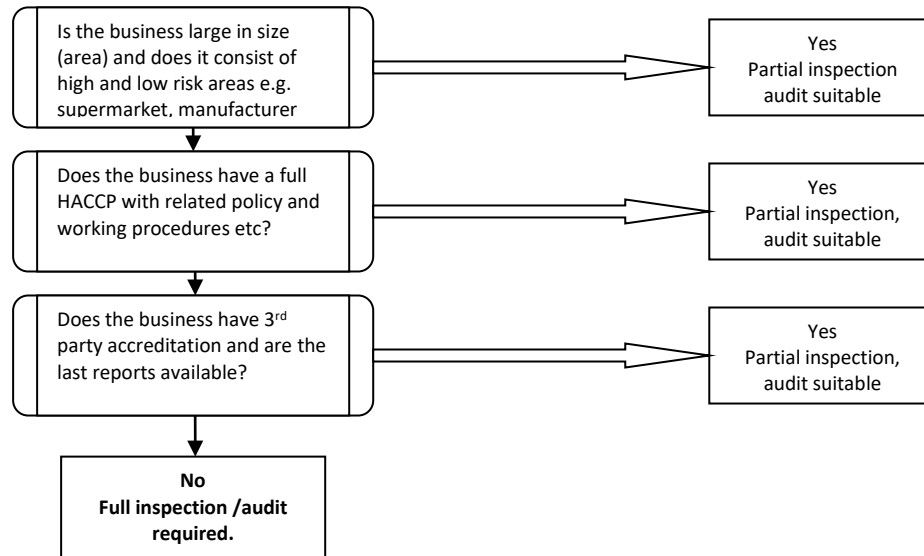 Is the business large in size
(area) and does it consist of
high and low risk areas e.g.
supermarket, manufacturer
Yes
Partial inspection
audit suitable
Does the business have a full
HACCP with related policy and
working procedures etc?
Yes
Partial inspection,
audit suitable
Does the business have 3rd
party accreditation and are the
last reports available?
Yes
Partial inspection,
audit suitable
No
Full inspection /audit
required.